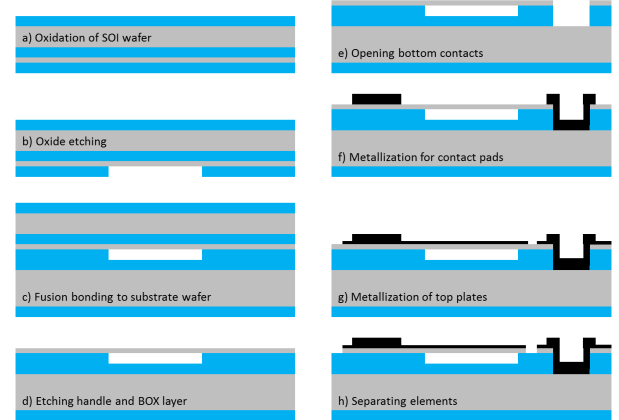 a) Oxidation of SOI wafer
b) Oxide etching
c) Fusion bonding to substrate wafer
d) Etching handle and BOX layer
e) Opening bottom contacts
f) Metallization for contact pads
g) Metallization of top plates
h) Separating elements